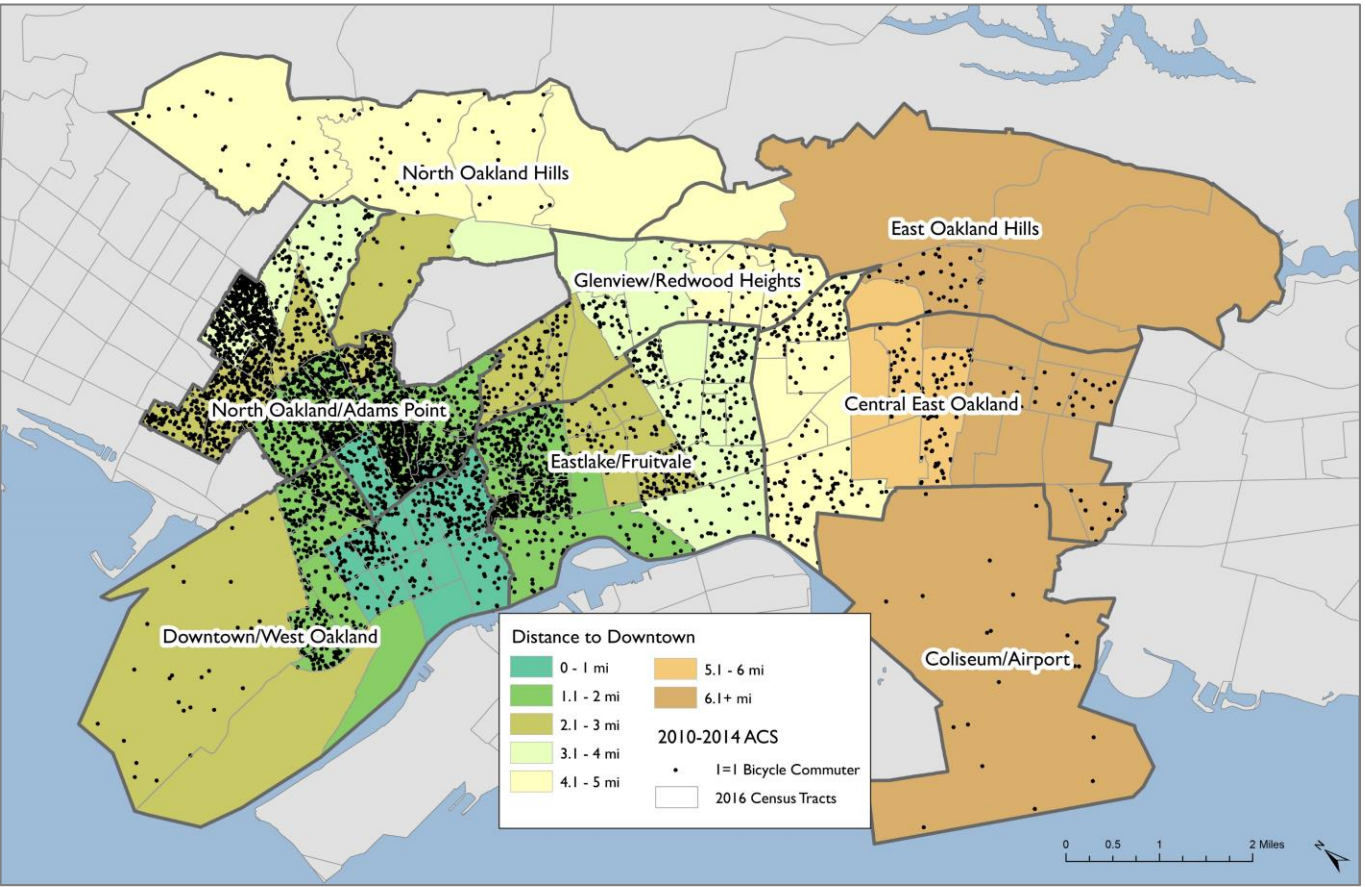 North Oakland Hills
East Oakland Hills
Glenview/Redwood Heights
Central East Oakland
North Oakland/Adams Point
Eastlake/Fruitvale
Downtown/West Oakland
Coliseum/Airport
Distance to Downtown
0 - 1 mi
1.1 - 2 mi
2.1 - 3 mi
3.1 - 4 mi
4.1 - 5 mi
5.1 - 6 mi
6.1+ mi
2010-2014 ACS
1=1 Bicycle Commuter
2016 Census Tracts
0 0.5 1 2 Miles
N